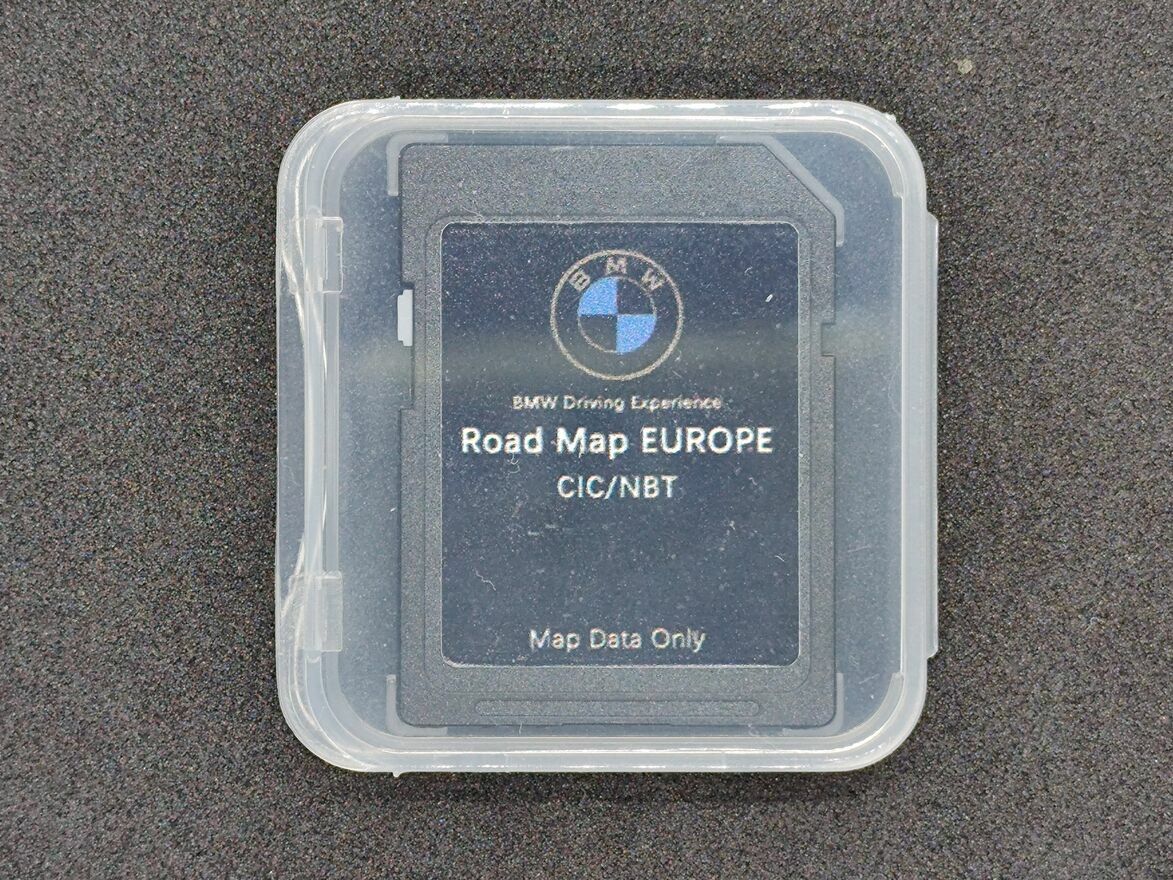 BMW
BMW Driving Experience
Road Map EUROPE
CIC/NBT
Map Data Only